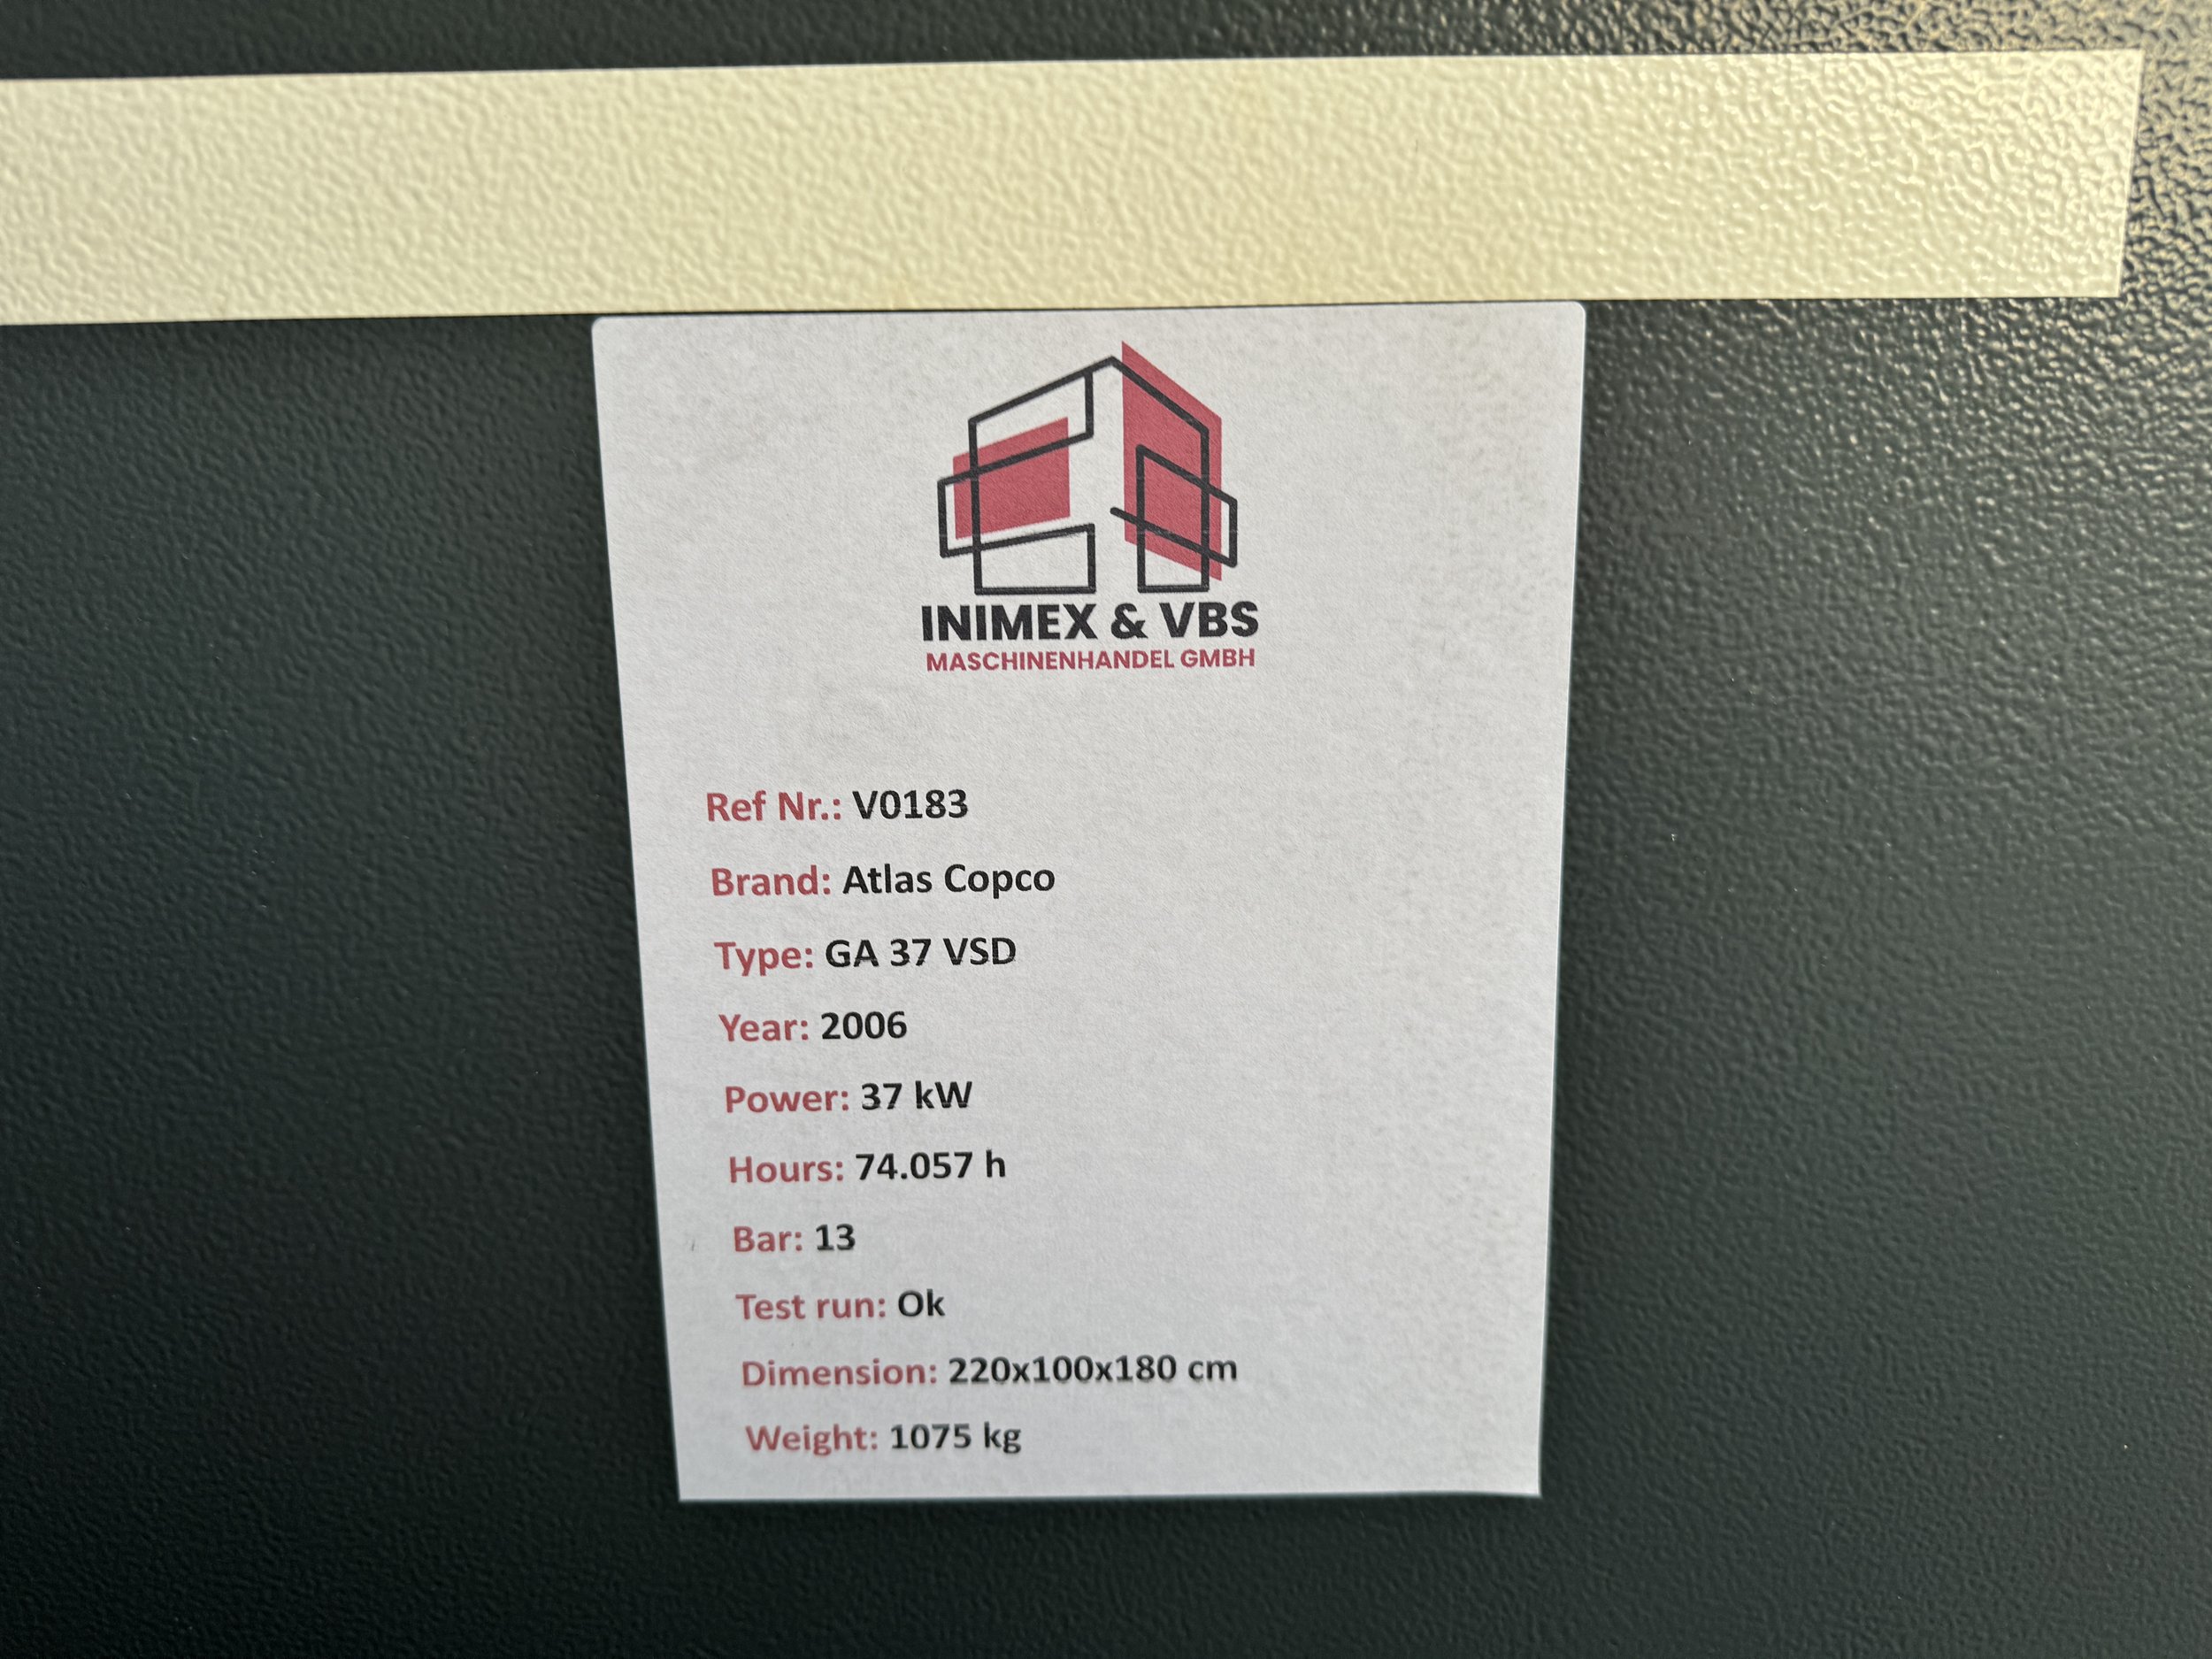 INIMEX & VBS
MASCHINENHANDEL GMBH
Ref Nr.: V0183
Brand: Atlas Copco
Type: GA 37 VSD
Year: 2006
Power: 37 kW
Hours: 74.057 h
Bar: 13
Test run: Ok
Dimension: 220x100x180 cm
Weight: 1075 kg